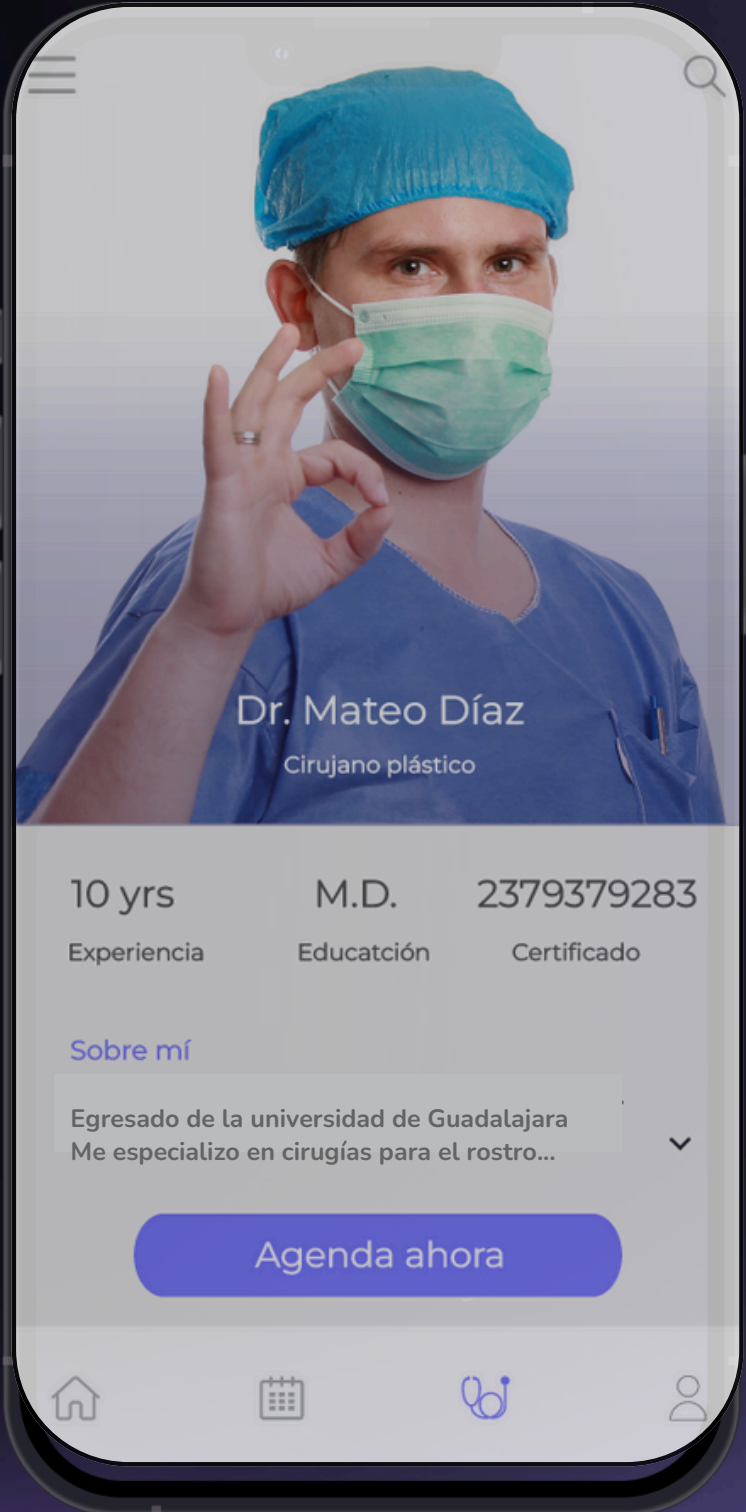 Dr. Mateo Díaz
Cirujano plástico
10 yrs
M.D.
2379379283
Experiencia
Educatción
Certificado
Sobre mí
Egresado de la universidad de Guadalajara
Me especializo en cirugías para el rostro...
Agenda ahora